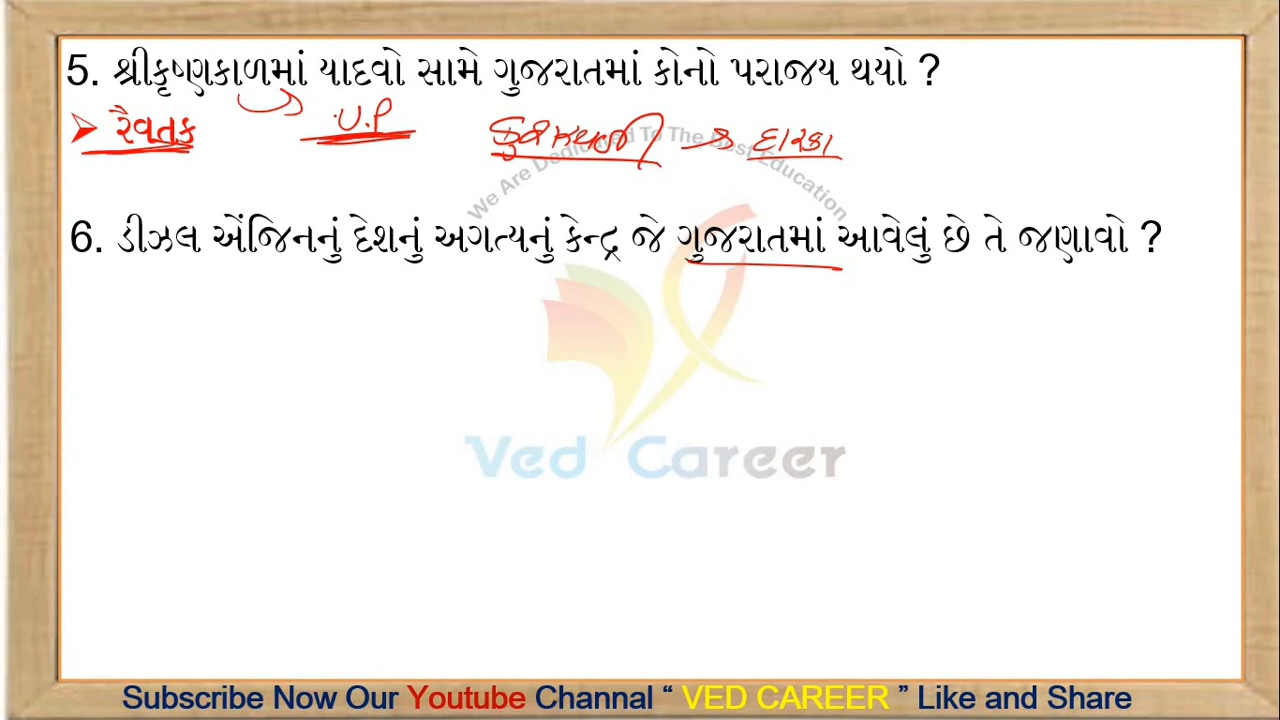 5. શ્રીકૃષ્ણકાળમાં યાદવો સામે ગુજરાતમાં કોનો પરાજય થયો ?
➢ રૈવતક
U.P
કુશસ્થળી → દ્વારકા
We Are Dedicated To The Best Education
6. ડીઝલ એંજિનનું દેશનું અગત્યનું કેન્દ્ર જે ગુજરાતમાં આવેલું છે તે જણાવો ?
Ved Career
Subscribe Now Our Youtube Channal “ VED CAREER ” Like and Share